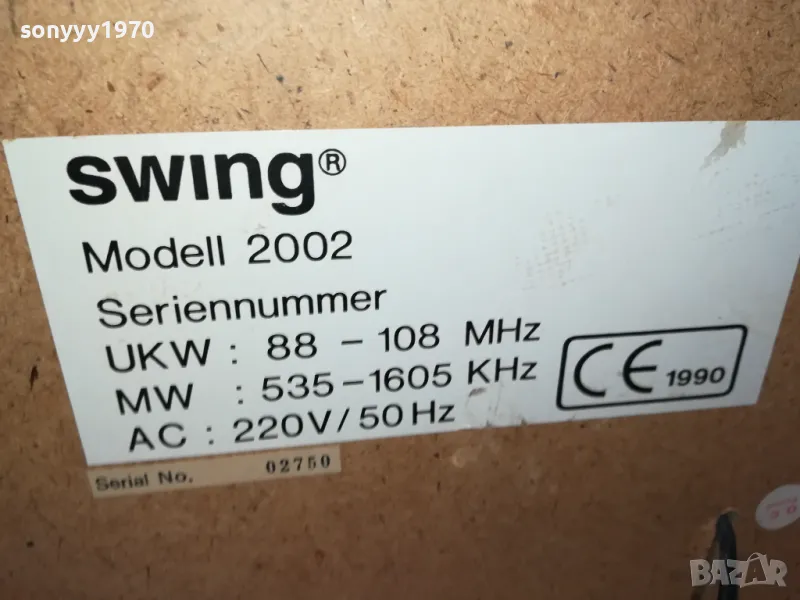 sonyyy1970
swing®
Modell 2002
Seriennummer
UKW : 88 - 108 MHz
MW : 535-1605 KHz
AC : 220V/50Hz
CE 1990
Serial No. 02750
BAZAR